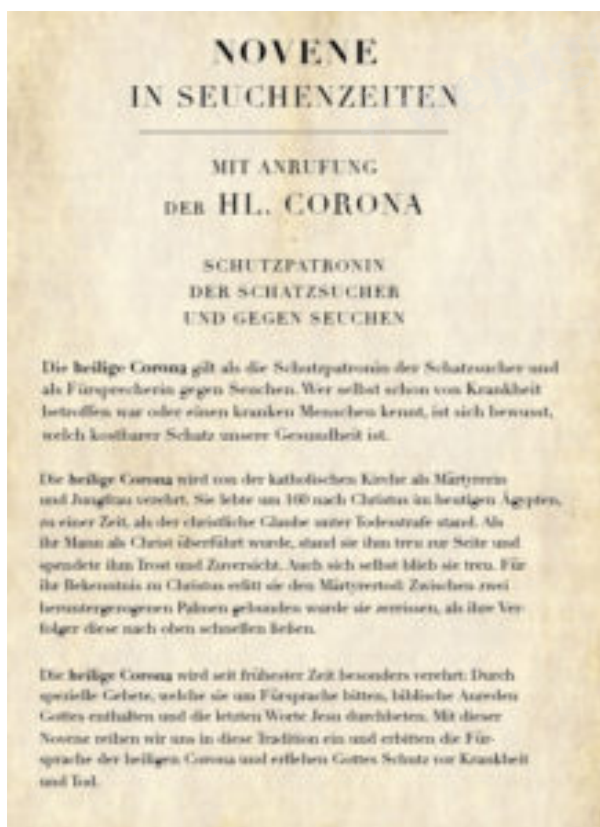 NOVENE
IN SEUCHENZEITEN
MIT ANRUFUNG
DER HL. CORONA
SCHUTZPATRONIN
DER SCHATZSUCHER
UND GEGEN SEUCHEN
Die heilige Corona gilt als die Schutzpatronin der Schatzsucher und
als Fürsprecherin gegen Seuchen. Wer selbst schon von Krankheit
betroffen war oder einen kranken Menschen kennt, ist sich bewusst,
welch kostbarer Schatz unsere Gesundheit ist.
Die heilige Corona wird von der katholischen Kirche als Märtyrerin
und Jungfrau verehrt. Sie lebte um 160 nach Christus im heutigen Ägypten,
zu einer Zeit, als der christliche Glaube unter Todesstrafe stand. Als
ihr Mann als Christ überführt wurde, stand sie ihm treu zur Seite und
spendete ihm Trost und Zuversicht. Auch sich selbst blieb sie treu. Für
ihr Bekenntnis zu Christus erlitt sie den Märtyrertod: Zwischen zwei
heruntergezogenen Palmen gebunden wurde sie zerrissen, als ihre Ver-
folger diese nach oben schnellen ließen.
Die heilige Corona wird seit frühester Zeit besonders verehrt: Durch
spezielle Gebete, welche sie um Fürsprache bitten, biblische Anreden
Gottes enthalten und die letzten Worte Jesu durchbeten. Mit dieser
Novene reihen wir uns in diese Tradition ein und erbitten die Für-
sprache der heiligen Corona und erflehen Gottes Schutz vor Krankheit
und Tod.